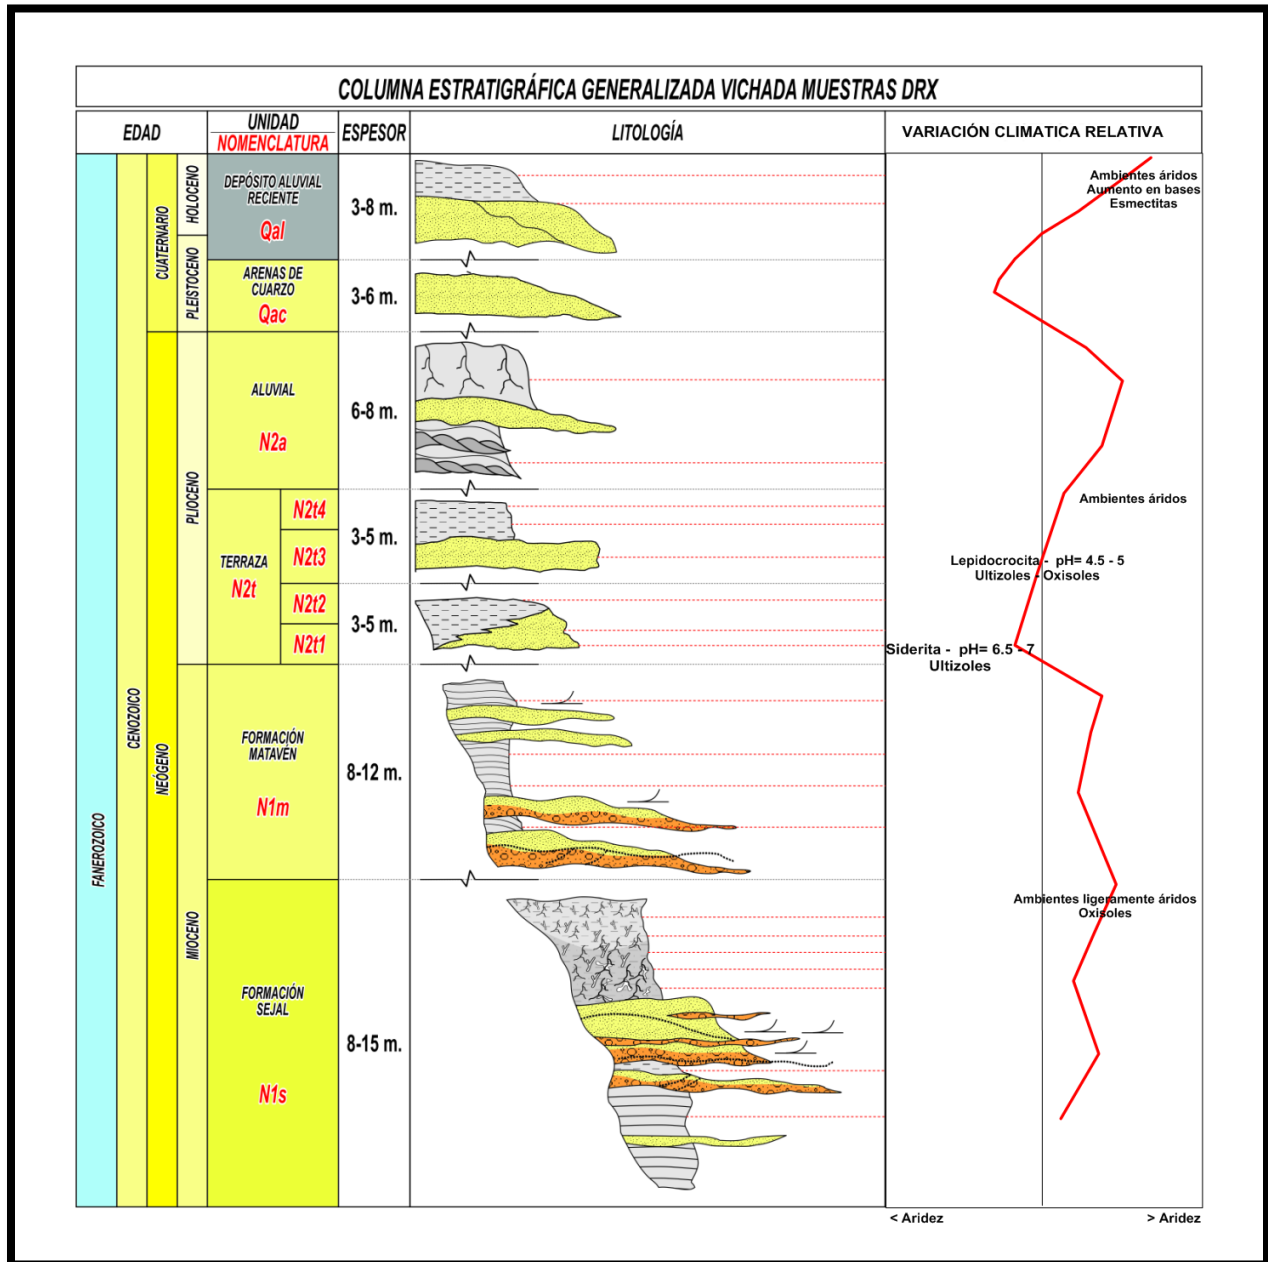 COLUMNA ESTRATIGRÁFICA GENERALIZADA VICHADA MUESTRAS DRX
EDAD
UNIDAD
NOMENCLATURA
ESPESOR
LITOLOGÍA
VARIACIÓN CLIMATICA RELATIVA
FANEROZOICO
CENOZOICO
CUATERNARIO
NEÓGENO
HOLOCENO
PLEISTOCENO
PLIOCENO
MIOCENO
DEPÓSITO ALUVIAL
RECIENTE
Qal
3-8 m.
ARENAS DE
CUARZO
Qac
3-6 m.
ALUVIAL
N2a
6-8 m.
TERRAZA
N2t
N2t4
N2t3
3-5 m.
N2t2
N2t1
3-5 m.
FORMACIÓN
MATAVÉN
N1m
8-12 m.
FORMACIÓN
SEJAL
N1s
8-15 m.
Ambientes áridos
Aumento en bases
Esmectitas
Ambientes áridos
Lepidocrocita - pH= 4.5 - 5
Ultizoles - Oxisoles
Siderita - pH= 6.5 - 7
Ultizoles
Ambientes ligeramente áridos
Oxisoles
< Aridez
> Aridez